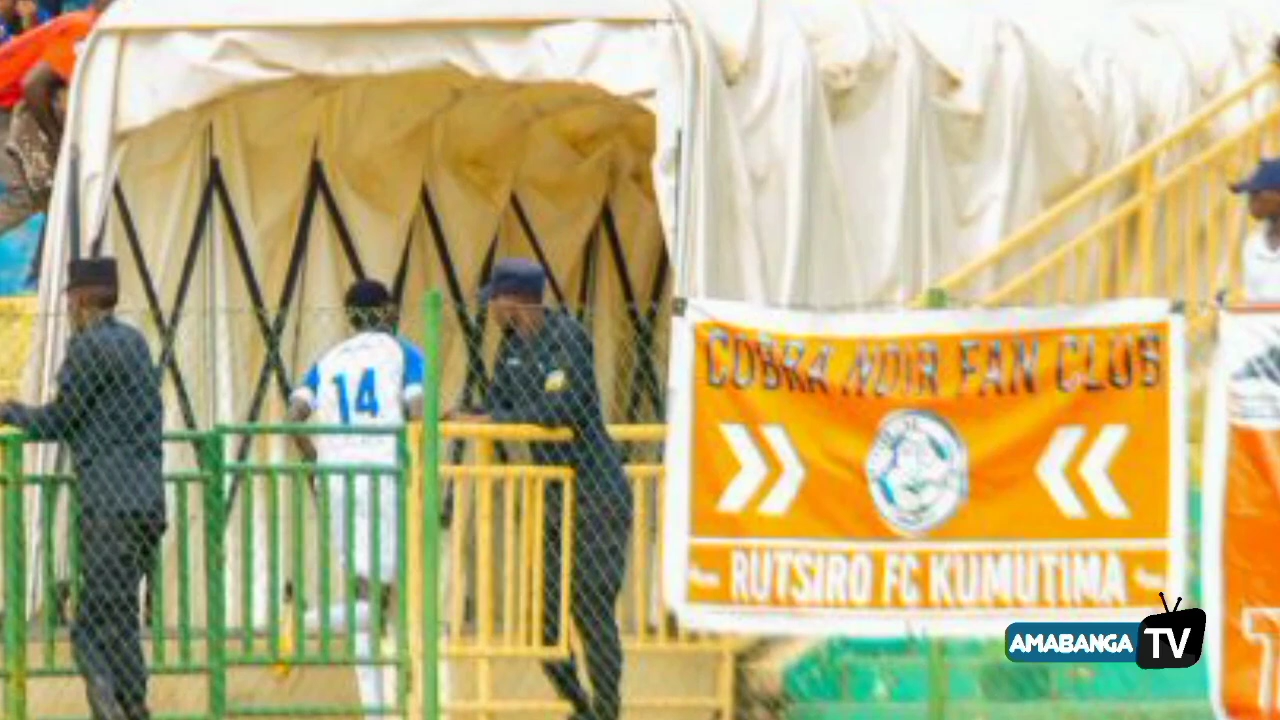 14
COBRA NOIR FAN CLUB
RUTSIRO FC KUMUTIMA
AMABANGA TV